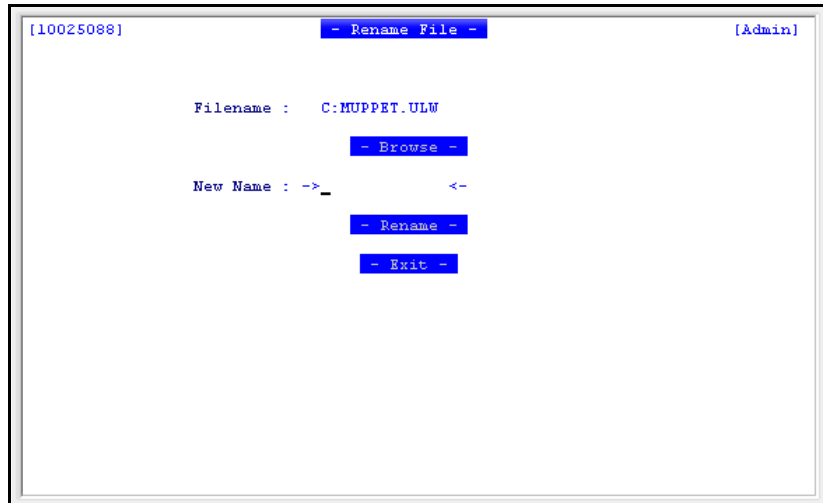 [10025088] - Rename File - [Admin]
Filename : C:MUPPET.ULW
- Browse -
New Name : ->_ <-
- Rename -
- Exit -